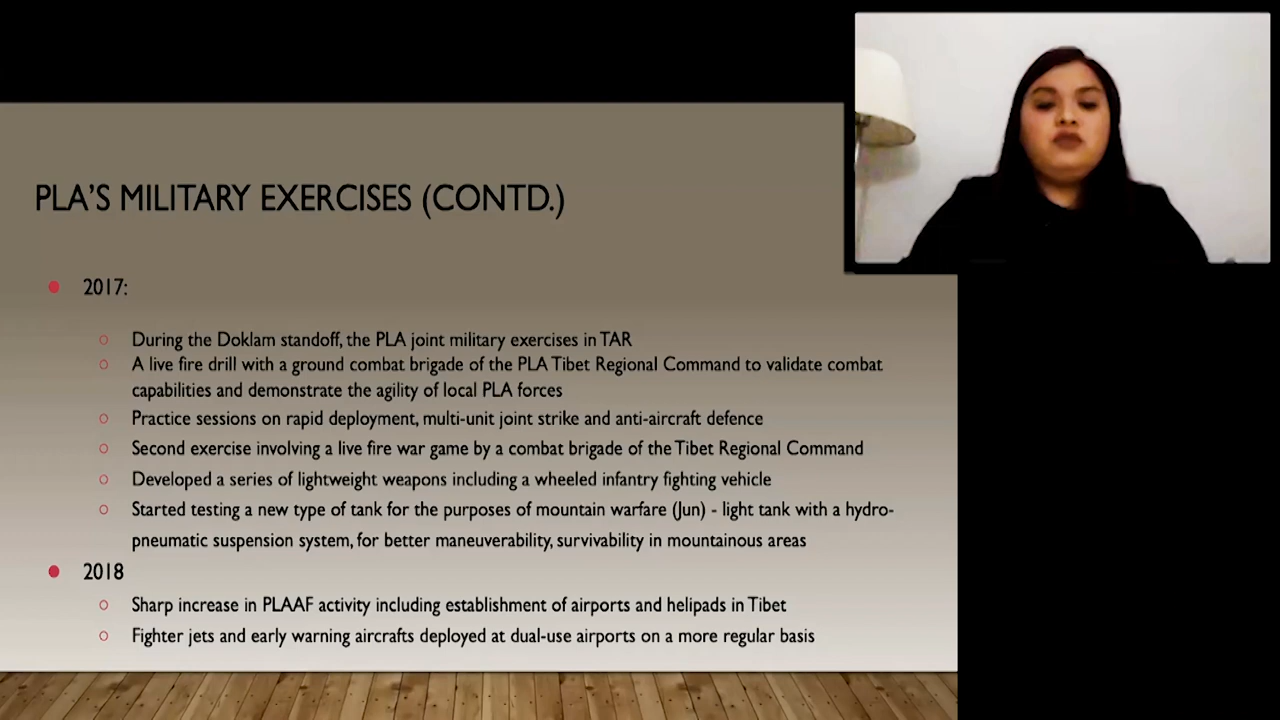 PLA'S MILITARY EXERCISES (CONTD.)
2017:
During the Doklam standoff, the PLA joint military exercises in TAR
A live fire drill with a ground combat brigade of the PLA Tibet Regional Command to validate combat
capabilities and demonstrate the agility of local PLA forces
Practice sessions on rapid deployment, multi-unit joint strike and anti-aircraft defence
Second exercise involving a live fire war game by a combat brigade of the Tibet Regional Command
Developed a series of lightweight weapons including a wheeled infantry fighting vehicle
Started testing a new type of tank for the purposes of mountain warfare (Jun) - light tank with a hydro-
pneumatic suspension system, for better maneuverability, survivability in mountainous areas
2018
Sharp increase in PLAAF activity including establishment of airports and helipads in Tibet
Fighter jets and early warning aircrafts deployed at dual-use airports on a more regular basis